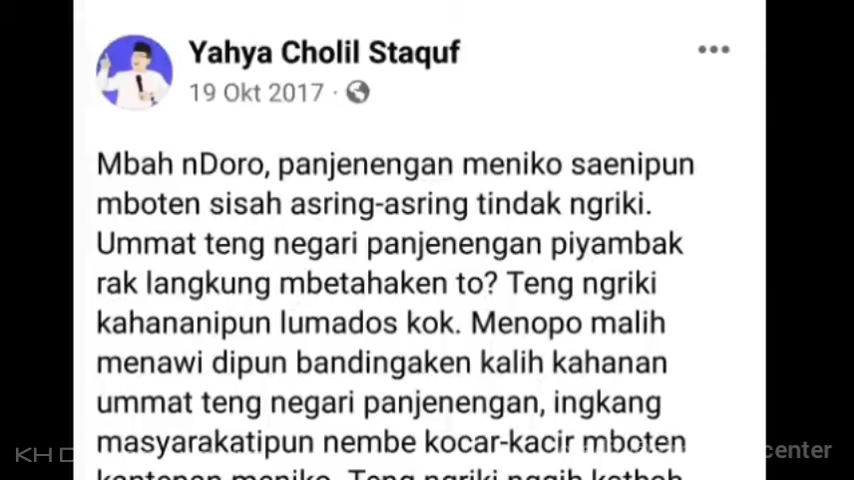 Yahya Cholil Staquf
19 Okt 2017 ·
Mbah nDoro, panjenengan meniko saenipun
mboten sisah asring-asring tindak ngriki.
Ummat teng negari panjenengan piyambak
rak langkung mbetahaken to? Teng ngriki
kahananipun lumados kok. Menopo malih
menawi dipun bandingaken kalih kahanan
ummat teng negari panjenengan, ingkang
masyarakatipun nembe kocar-kacir mboten
KH
center